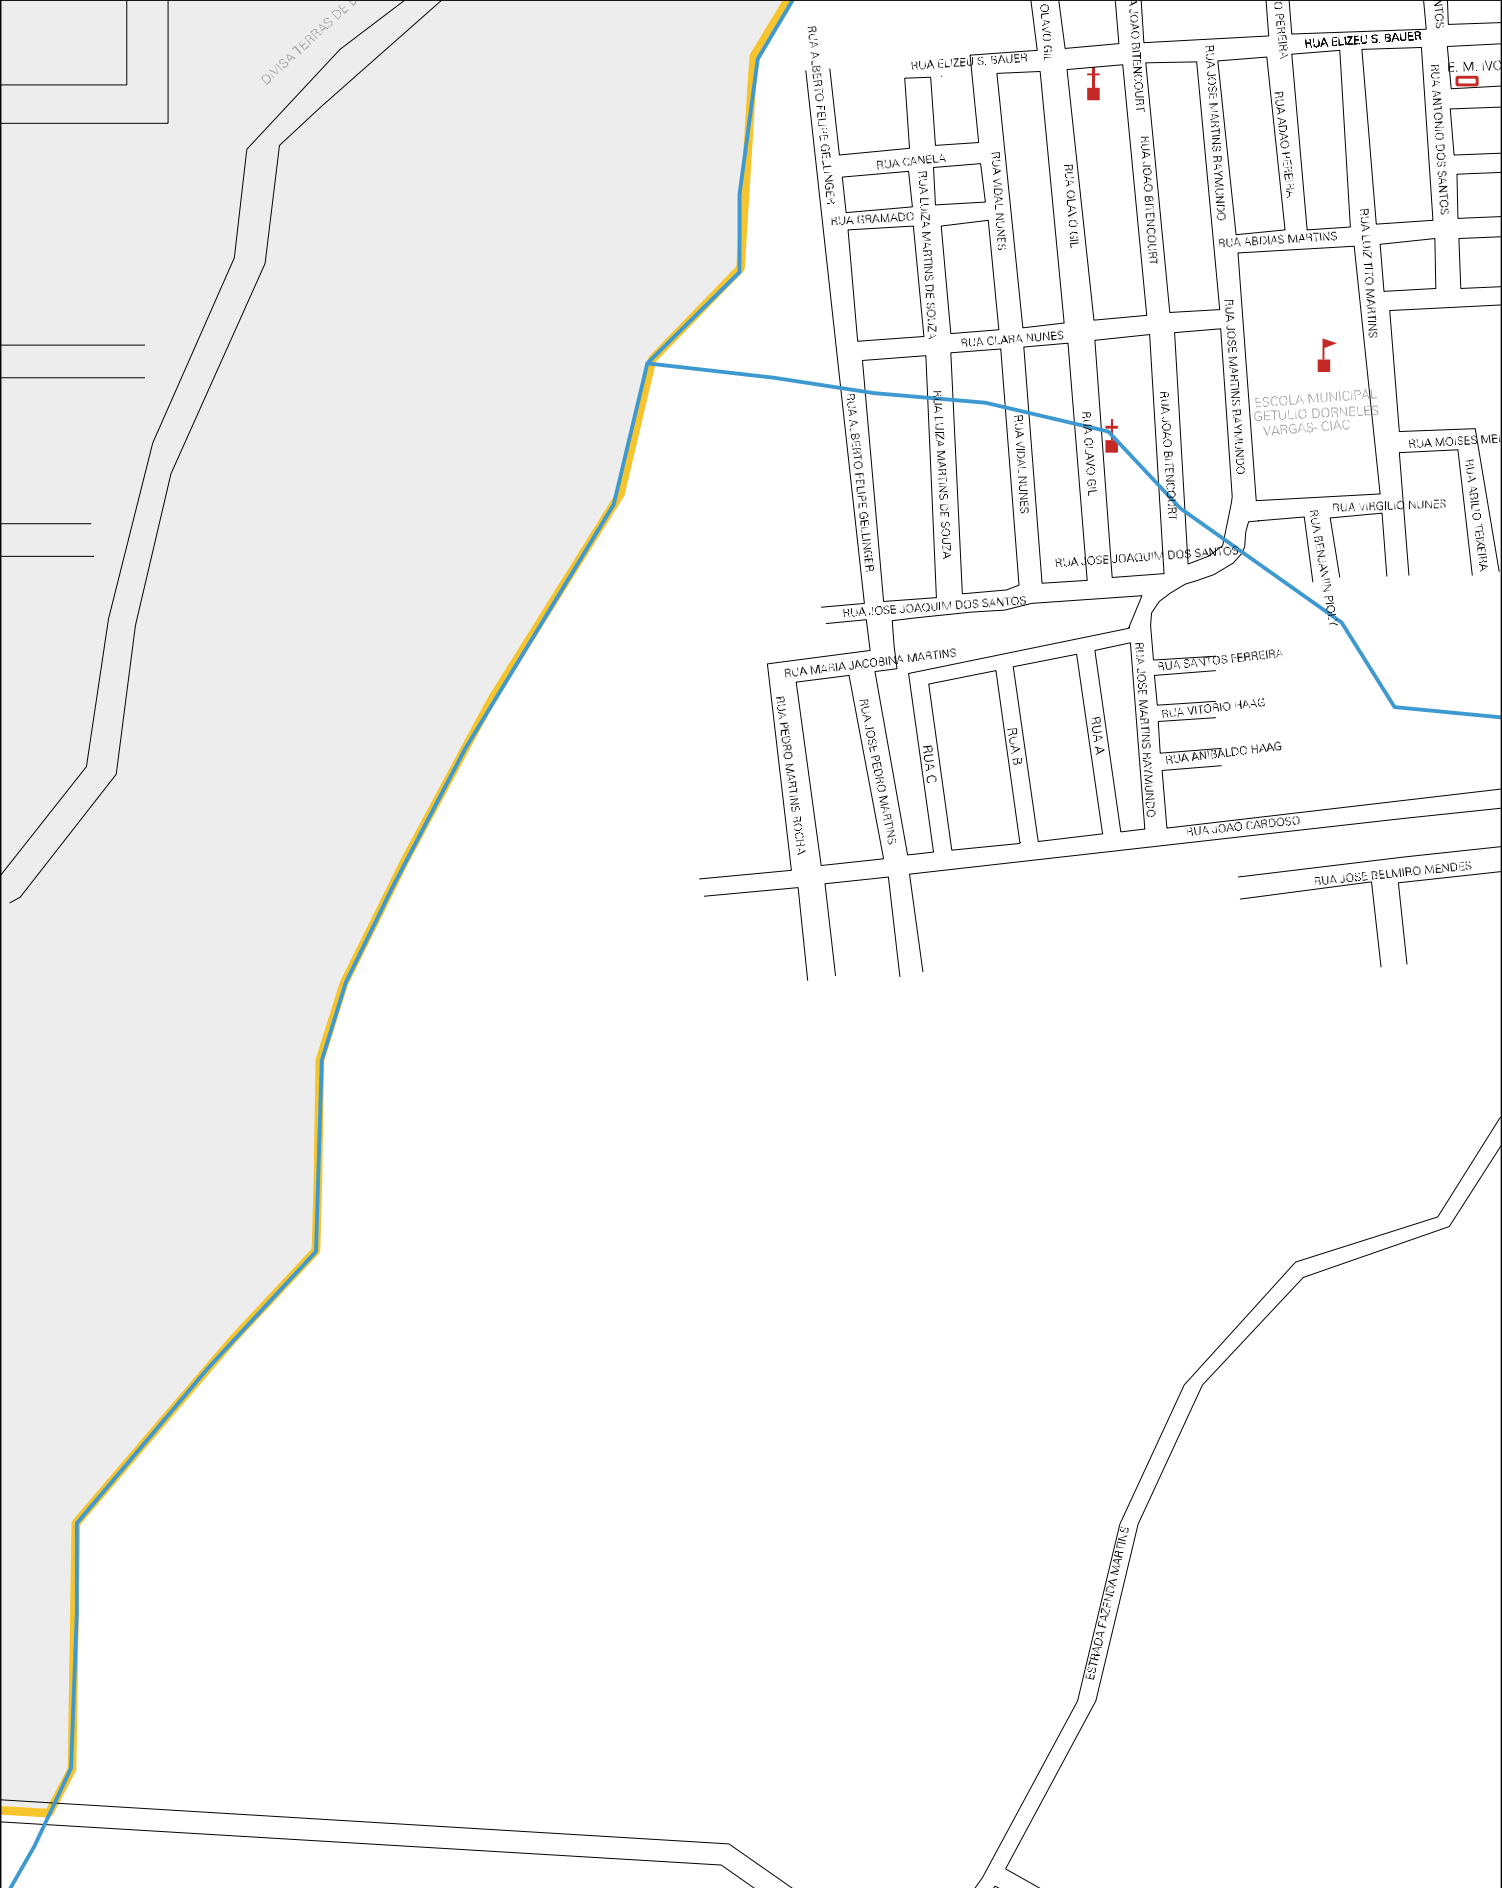 DIVISA TERRAS DE
RUA ALBERTO FELIPE GELLINGER
OLAVO GIL
JOAO BITENCOURT
PEREIRA
RUA ELIZEU S. BAUER
NTOS
RUA ELIZEU S. BAUER
E. M. IVO
RUA JOSE MARTINS RAYMUNDO
RUA ADAO PEREIRA
RUA ANTONIO DOS SANTOS
RUA CANELA
RUA LUIZA MARTINS DE SOUZA
RUA VIDAL NUNES
RUA OLAVO GIL
RUA JOAO BITENCOURT
RUA GRAMADO
RUA ABDIAS MARTINS
RUA LUIZ TITO MARTINS
RUA CLARA NUNES
RUA JOSE MARTINS RAYMUNDO
ESCOLA MUNICIPAL
GETULIO DORNELES
VARGAS- CIAC
RUA ALBERTO FELIPE GELLINGER
RUA LUIZA MARTINS DE SOUZA
RUA VIDAL NUNES
RUA OLAVO GIL
RUA JOAO BITENCOURT
RUA MOISES ME
RUA ABILIO TEIXEIRA
RUA VIRGILIO NUNES
RUA BENJAMIN
RUA JOSE JOAQUIM DOS SANTOS
RUA JOSE JOAQUIM DOS SANTOS
RUA MARIA JACOBINA MARTINS
RUA SANTOS FERREIRA
RUA JOSE MARTINS RAYMUNDO
RUA VITORIO HAAG
RUA PEDRO MARTINS ROCHA
RUA JOSE PEDRO MARTINS
RUA C
RUA B
RUA A
RUA ANIBALDO HAAG
RUA JOAO CARDOSO
RUA JOSE BELMIRO MENDES
ESTRADA FAZENDA MARTINS